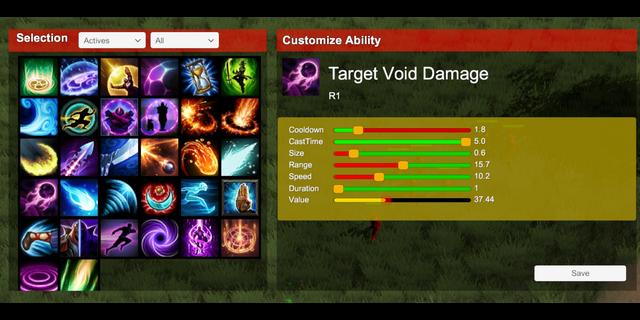 Selection
Actives
All
Customize Ability
Target Void Damage
R1
Cooldown 1.8
CastTime 5.0
Size 0.6
Range 15.7
Speed 10.2
Duration 1
Value 37.44
Save